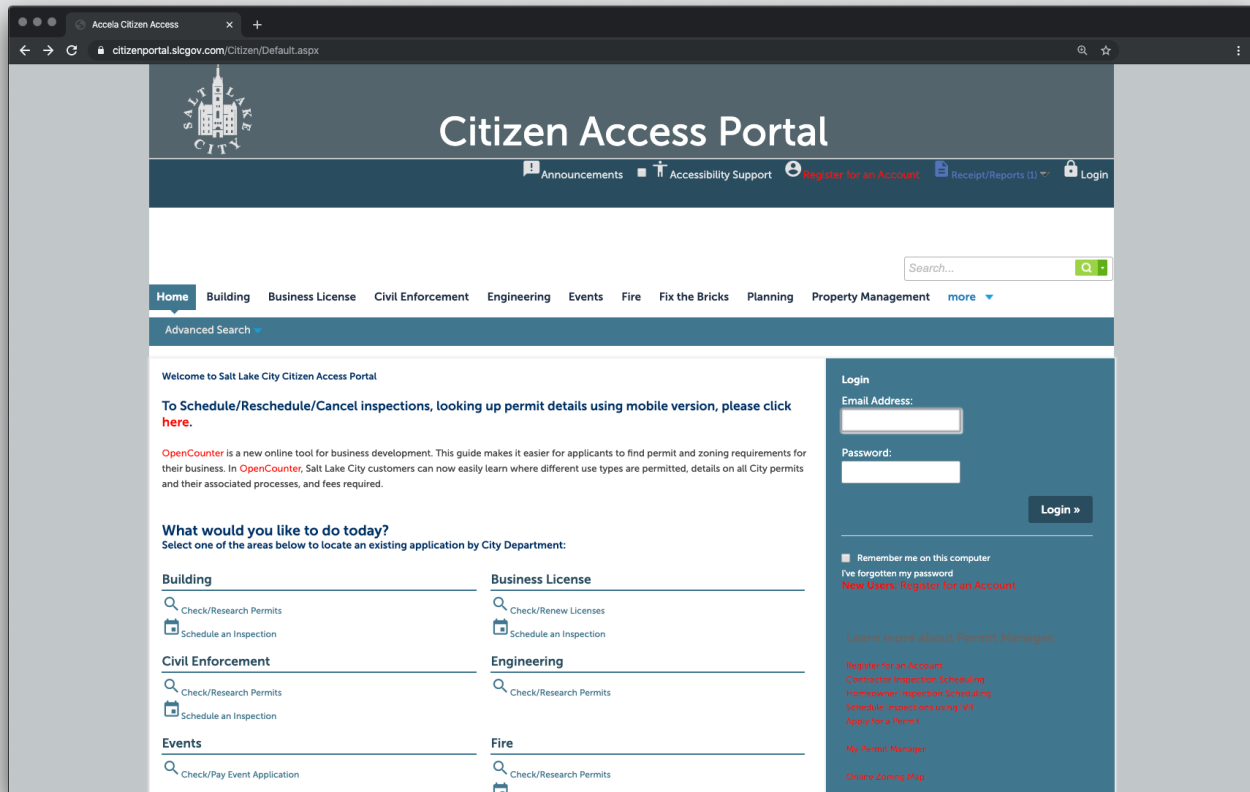 Accela Citizen Access
citizenportal.slcgov.com/Citizen/Default.aspx
SALT LAKE CITY
Citizen Access Portal
Announcements Accessibility Support Register for an Account Receipt/Reports (1) Login
Search...
Home Building Business License Civil Enforcement Engineering Events Fire Fix the Bricks Planning Property Management more
Advanced Search
Welcome to Salt Lake City Citizen Access Portal
To Schedule/Reschedule/Cancel inspections, looking up permit details using mobile version, please click
here.
OpenCounter is a new online tool for business development. This guide makes it easier for applicants to find permit and zoning requirements for
their business. In OpenCounter, Salt Lake City customers can now easily learn where different use types are permitted, details on all City permits
and their associated processes, and fees required.
What would you like to do today?
Select one of the areas below to locate an existing application by City Department:
Building
Check/Research Permits
Schedule an Inspection
Business License
Check/Renew Licenses
Schedule an Inspection
Civil Enforcement
Check/Research Permits
Schedule an Inspection
Engineering
Check/Research Permits
Events
Check/Pay Event Application
Fire
Check/Research Permits
Login
Email Address:
Password:
Login »
Remember me on this computer
I've forgotten my password
New Users: Register for an Account
Learn more about Permit Manager:
Register for an Account
Contractor Inspection Scheduling
Homeowner Inspection Scheduling
Schedule Inspections using
Apply for a Permit
My Permit Manager
Online Zoning Map